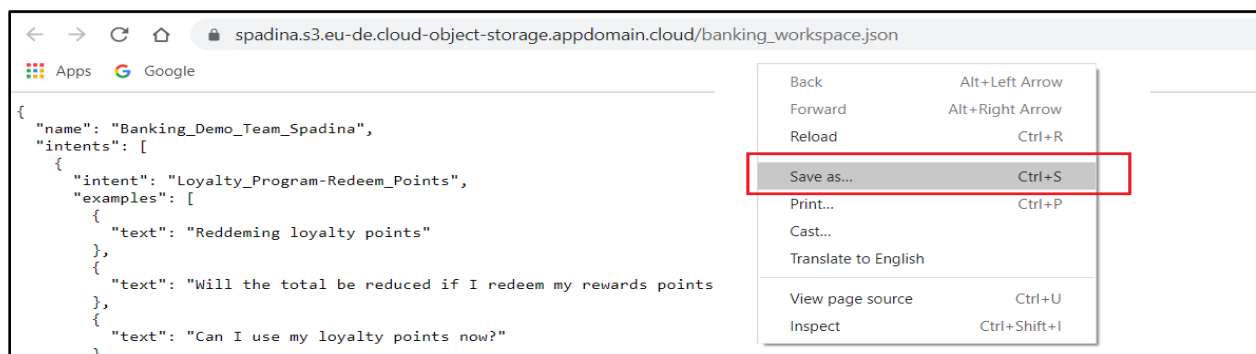 spadina.s3.eu-de.cloud-object-storage.appdomain.cloud/banking_workspace.json
Apps Google
{
"name": "Banking_Demo_Team_Spadina",
"intents": [
{
"intent": "Loyalty_Program-Redeem_Points",
"examples": [
{
"text": "Reddeming loyalty points"
},
{
"text": "Will the total be reduced if I redeem my rewards points
},
{
"text": "Can I use my loyalty points now?"
}
Back Alt+Left Arrow
Forward Alt+Right Arrow
Reload Ctrl+R
Save as... Ctrl+S
Print... Ctrl+P
Cast...
Translate to English
View page source Ctrl+U
Inspect Ctrl+Shift+I